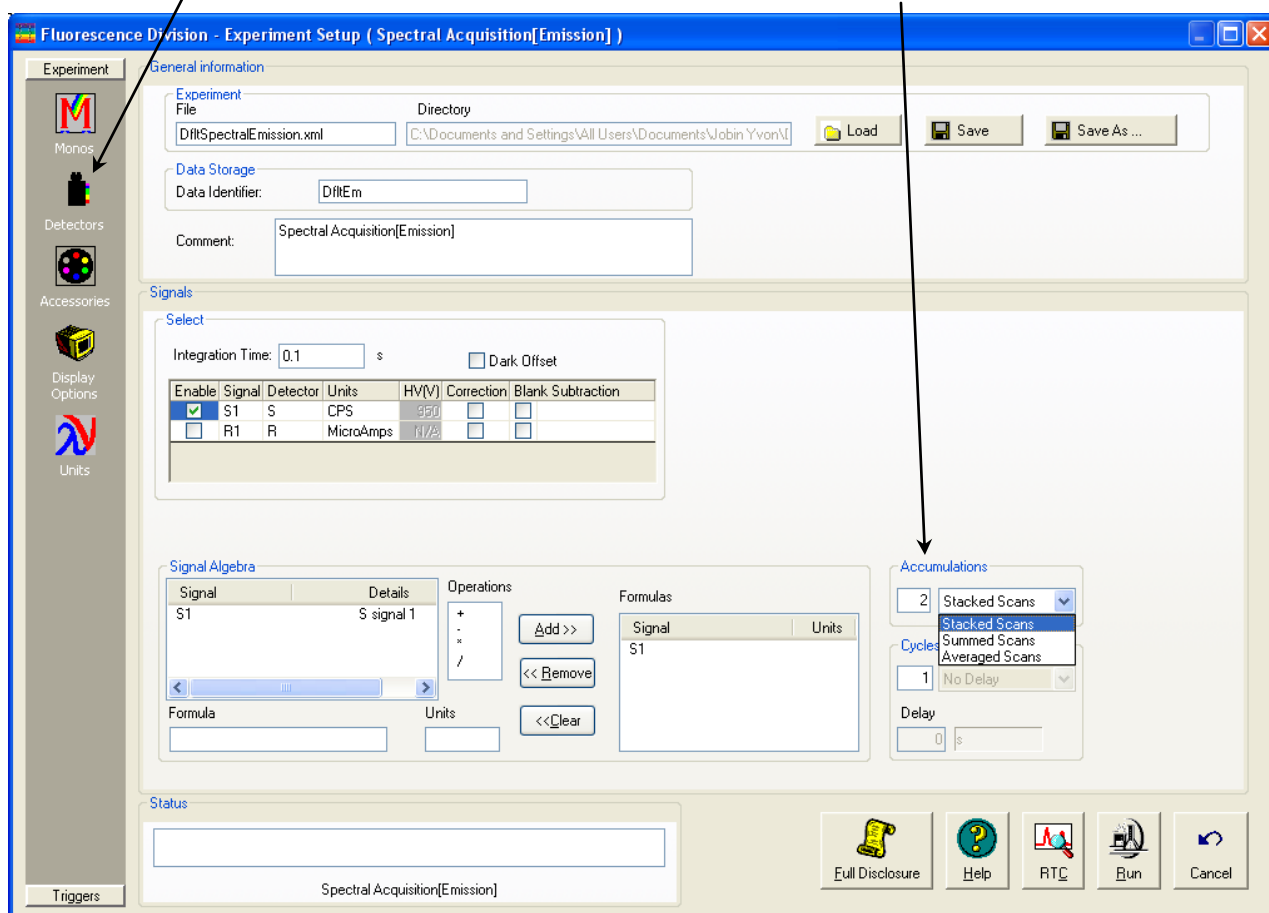 Fluorescence Division - Experiment Setup ( Spectral Acquisition[Emission] )
Experiment
Monos
Detectors
Accessories
Display
Options
Units
Triggers
General information
Experiment
File
Directory
DfltSpectralEmission.xml
C:\Documents and Settings\All Users\Documents\Jobin Yvon\
Load
Save
Save As ...
Data Storage
Data Identifier:
DfltEm
Comment:
Spectral Acquisition[Emission]
Signals
Select
Integration Time: 0.1 s
Dark Offset
Enable Signal Detector Units HV(V) Correction Blank Subtraction
S1 S CPS 950
R1 R MicroAmps N/A
Signal Algebra
Signal Details
S1 S signal 1
Operations
+
-
*
/
Add >>
<< Remove
<<Clear
Formula
Units
Formulas
Signal Units
S1
Accumulations
2 Stacked Scans
Stacked Scans
Summed Scans
Averaged Scans
Cycles
1 No Delay
Delay
0 s
Status
Spectral Acquisition[Emission]
Full Disclosure
Help
RTC
Run
Cancel